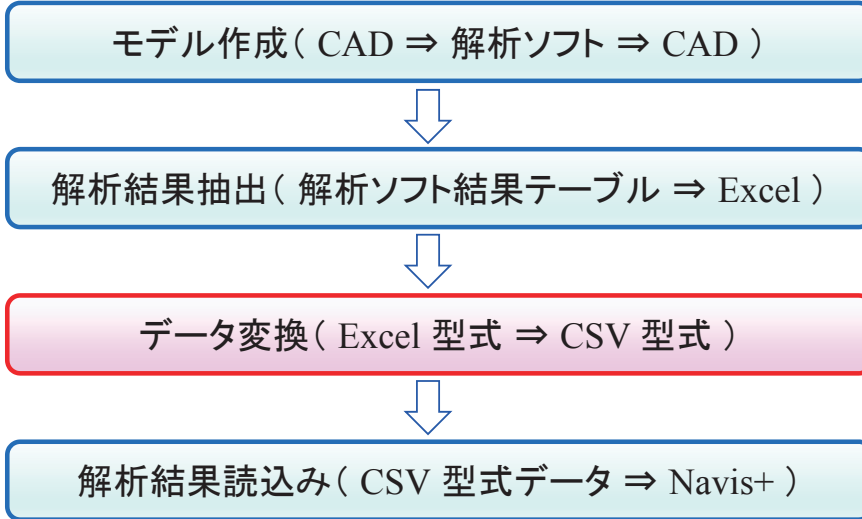 モデル作成( CAD ⇒ 解析ソフト ⇒ CAD )
解析結果抽出( 解析ソフト結果テーブル ⇒ Excel )
データ変換( Excel 型式 ⇒ CSV 型式 )
解析結果読込み( CSV 型式データ ⇒ Navis+ )